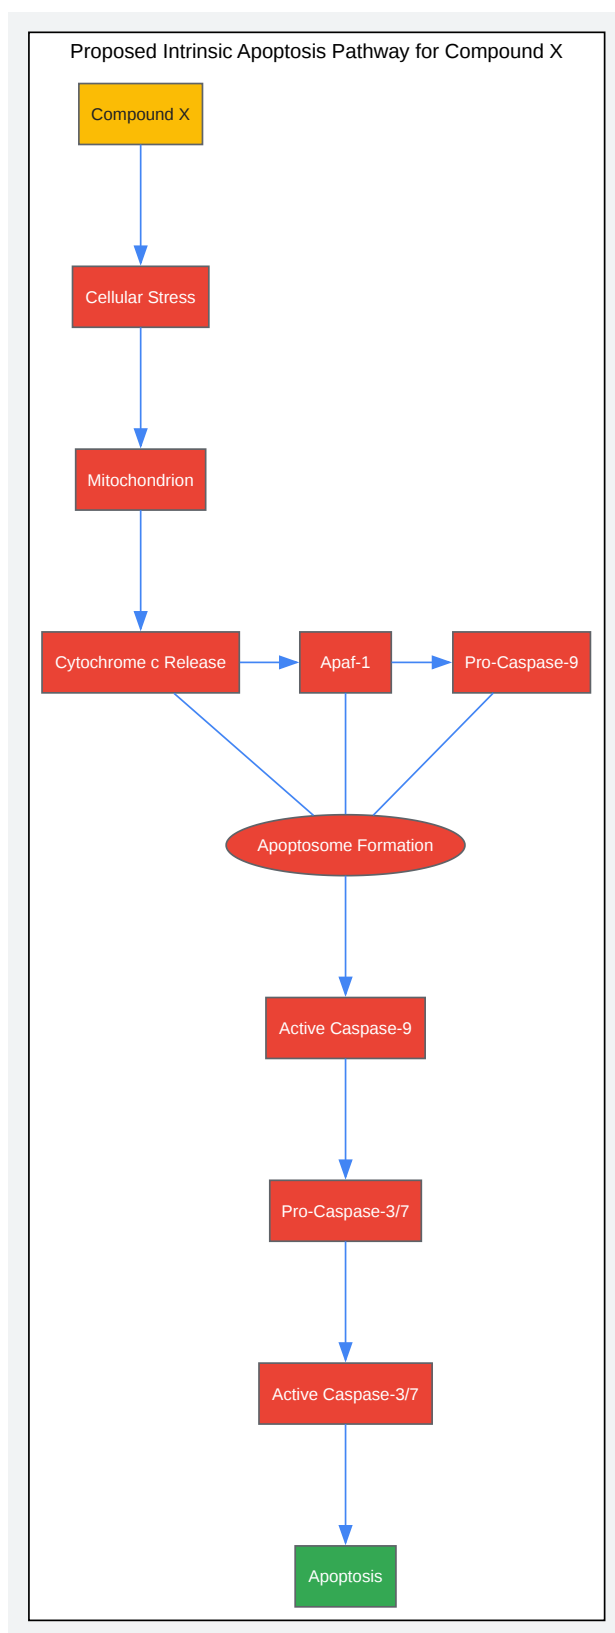 Proposed Intrinsic Apoptosis Pathway for Compound X
Compound X
Cellular Stress
Mitochondrion
Cytochrome c Release
Apaf-1
Pro-Caspase-9
Apoptosome Formation
Active Caspase-9
Pro-Caspase-3/7
Active Caspase-3/7
Apoptosis